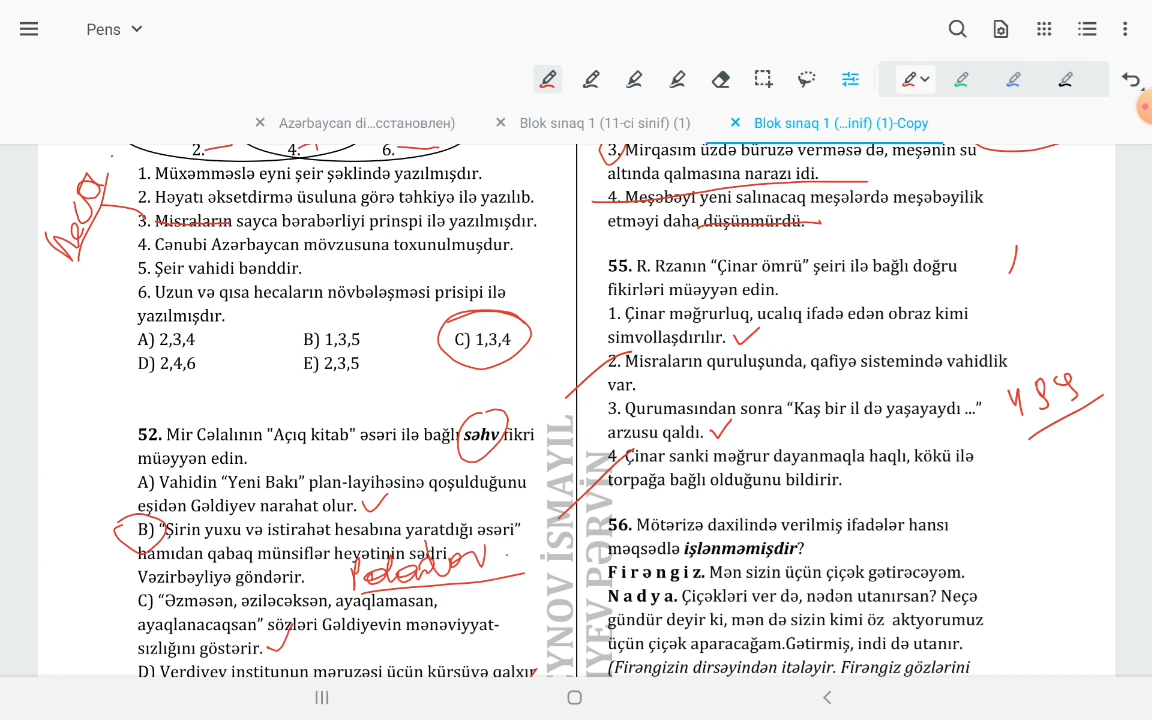 Pens
Azərbaycan di...сстановлен)
Blok sınaq 1 (11-ci sinif) (1)
Blok sınaq 1 (...inif) (1)-Copy
2.
4.
6.
1. Müxəmməslə eyni şeir şəklində yazılmışdır.
2. Həyatı əksetdirmə üsuluna görə təhkiyə ilə yazılıb.
3. Misraların sayca bərabərliyi prinspi ilə yazılmışdır.
4. Cənubi Azərbaycan mövzusuna toxunulmuşdur.
5. Şeir vahidi bənddir.
6. Uzun və qısa hecaların növbələşməsi prisipi ilə
yazılmışdır.
A) 2,3,4 B) 1,3,5 C) 1,3,4
D) 2,4,6 E) 2,3,5
heca
52. Mir Cəlalının "Açıq kitab" əsəri ilə bağlı səhv fikri
müəyyən edin.
A) Vahidin “Yeni Bakı” plan-layihəsinə qoşulduğunu
eşidən Gəldiyev narahat olur.
B) “Şirin yuxu və istirahət hesabına yaratdığı əsəri”
hamıdan qabaq münsiflər heyətinin sədri
Vəzirbəyliyə göndərir.
C) “Əzməsən, əziləcəksən, ayaqlamasan,
ayaqlanacaqsan” sözləri Gəldiyevin mənəviyyat-
sızlığını göstərir.
D) Verdiyev institunun məruzəsi üçün kürsüyə qalxır
YNOV İSMAYIL
IYEV PƏRVİN
3. Mirqasım üzdə büruzə verməsə də, meşənin su
altında qalmasına narazı idi.
4. Meşəbəyi yeni salınacaq meşələrdə meşəbəyilik
etməyi daha düşünmürdü.
55. R. Rzanın “Çinar ömrü” şeiri ilə bağlı doğru
fikirləri müəyyən edin.
1. Çinar məğrurluq, ucalıq ifadə edən obraz kimi
simvollaşdırılır.
2. Misraların quruluşunda, qafiyə sistemində vahidlik
var.
3. Qurumasından sonra “Kaş bir il də yaşayaydı ...”
arzusu qaldı.
4. Çinar sanki məğrur dayanmaqla haqlı, kökü ilə
torpağa bağlı olduğunu bildirir.
56. Mötərizə daxilində verilmiş ifadələr hansı
məqsədlə işlənməmişdir?
F i r ə n g i z. Mən sizin üçün çiçək gətirəcəyəm.
N a d y a. Çiçəkləri ver də, nədən utanırsan? Neçə
gündür deyir ki, mən də sizin kimi öz aktyorumuz
üçün çiçək aparacağam.Gətirmiş, indi də utanır.
(Firəngizin dirsəyindən itələyir. Firəngiz gözlərini